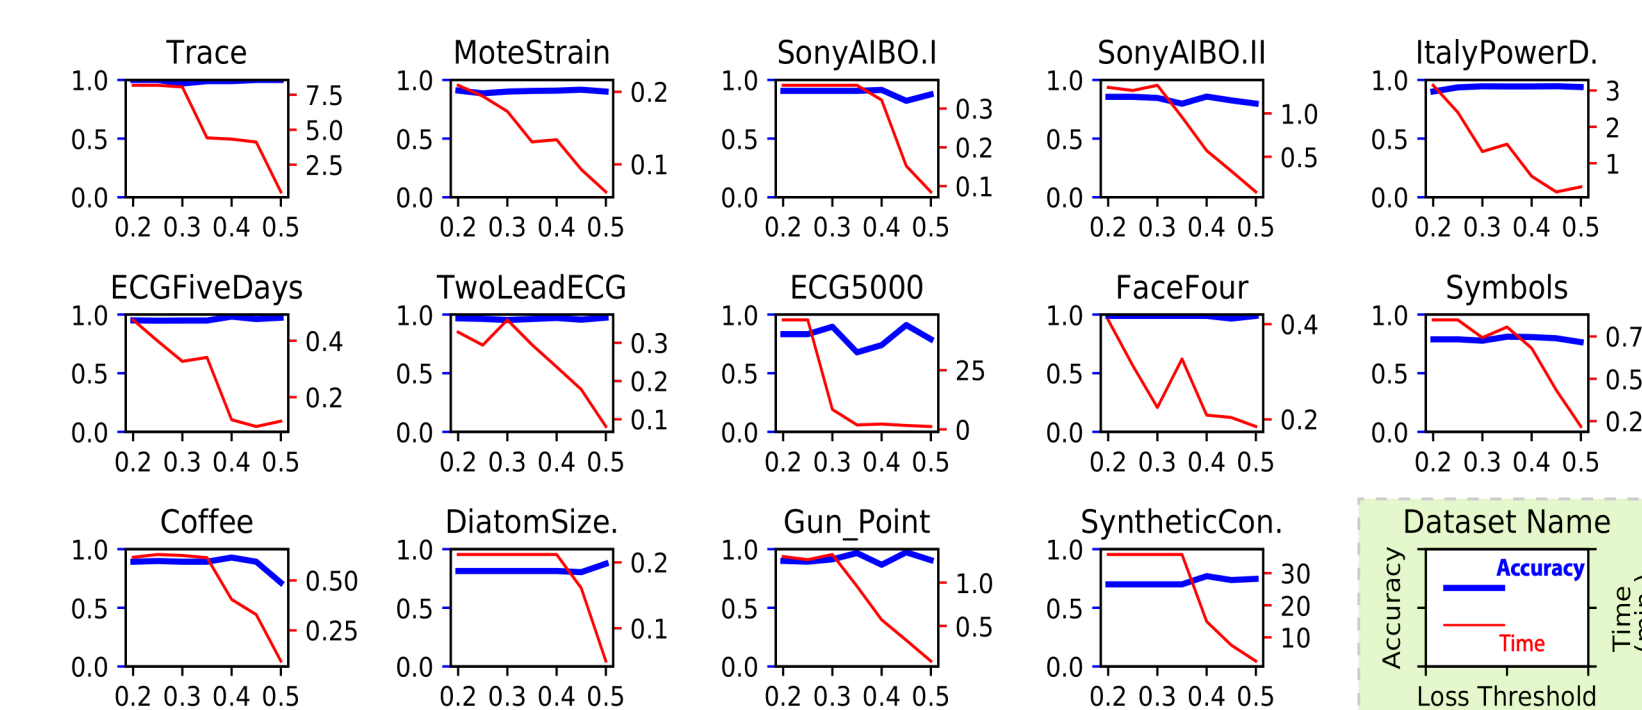 Trace MoteStrain SonyAIBO.I SonyAIBO.II ItalyPowerD.
1.0 7.5 1.0 0.2 1.0 0.3 1.0 1.0 1.0 3
0.5 5.0 0.5 0.5 0.2 0.5 0.5 0.5 2
2.5 0.1 0.1 1
0.0 0.0 0.0 0.0 0.0
0.2 0.3 0.4 0.5 0.2 0.3 0.4 0.5 0.2 0.3 0.4 0.5 0.2 0.3 0.4 0.5 0.2 0.3 0.4 0.5
ECGFiveDays TwoLeadECG ECG5000 FaceFour Symbols
1.0 0.4 1.0 0.3 1.0 1.0 0.4 1.0 0.7
0.5 0.5 0.2 0.5 25 0.5 0.5 0.5
0.2 0.1 0.2 0.2
0.0 0.0 0.0 0 0.0 0.0
0.2 0.3 0.4 0.5 0.2 0.3 0.4 0.5 0.2 0.3 0.4 0.5 0.2 0.3 0.4 0.5 0.2 0.3 0.4 0.5
Coffee DiatomSize. Gun_Point SyntheticCon. Dataset Name
1.0 0.50 1.0 0.2 1.0 1.0 1.0 30
0.5 0.5 0.5 0.5 0.5 20
0.25 0.1 10
0.0 0.0 0.0 0.0
0.2 0.3 0.4 0.5 0.2 0.3 0.4 0.5 0.2 0.3 0.4 0.5 0.2 0.3 0.4 0.5
Accuracy
Accuracy
Time
Time
Loss Threshold